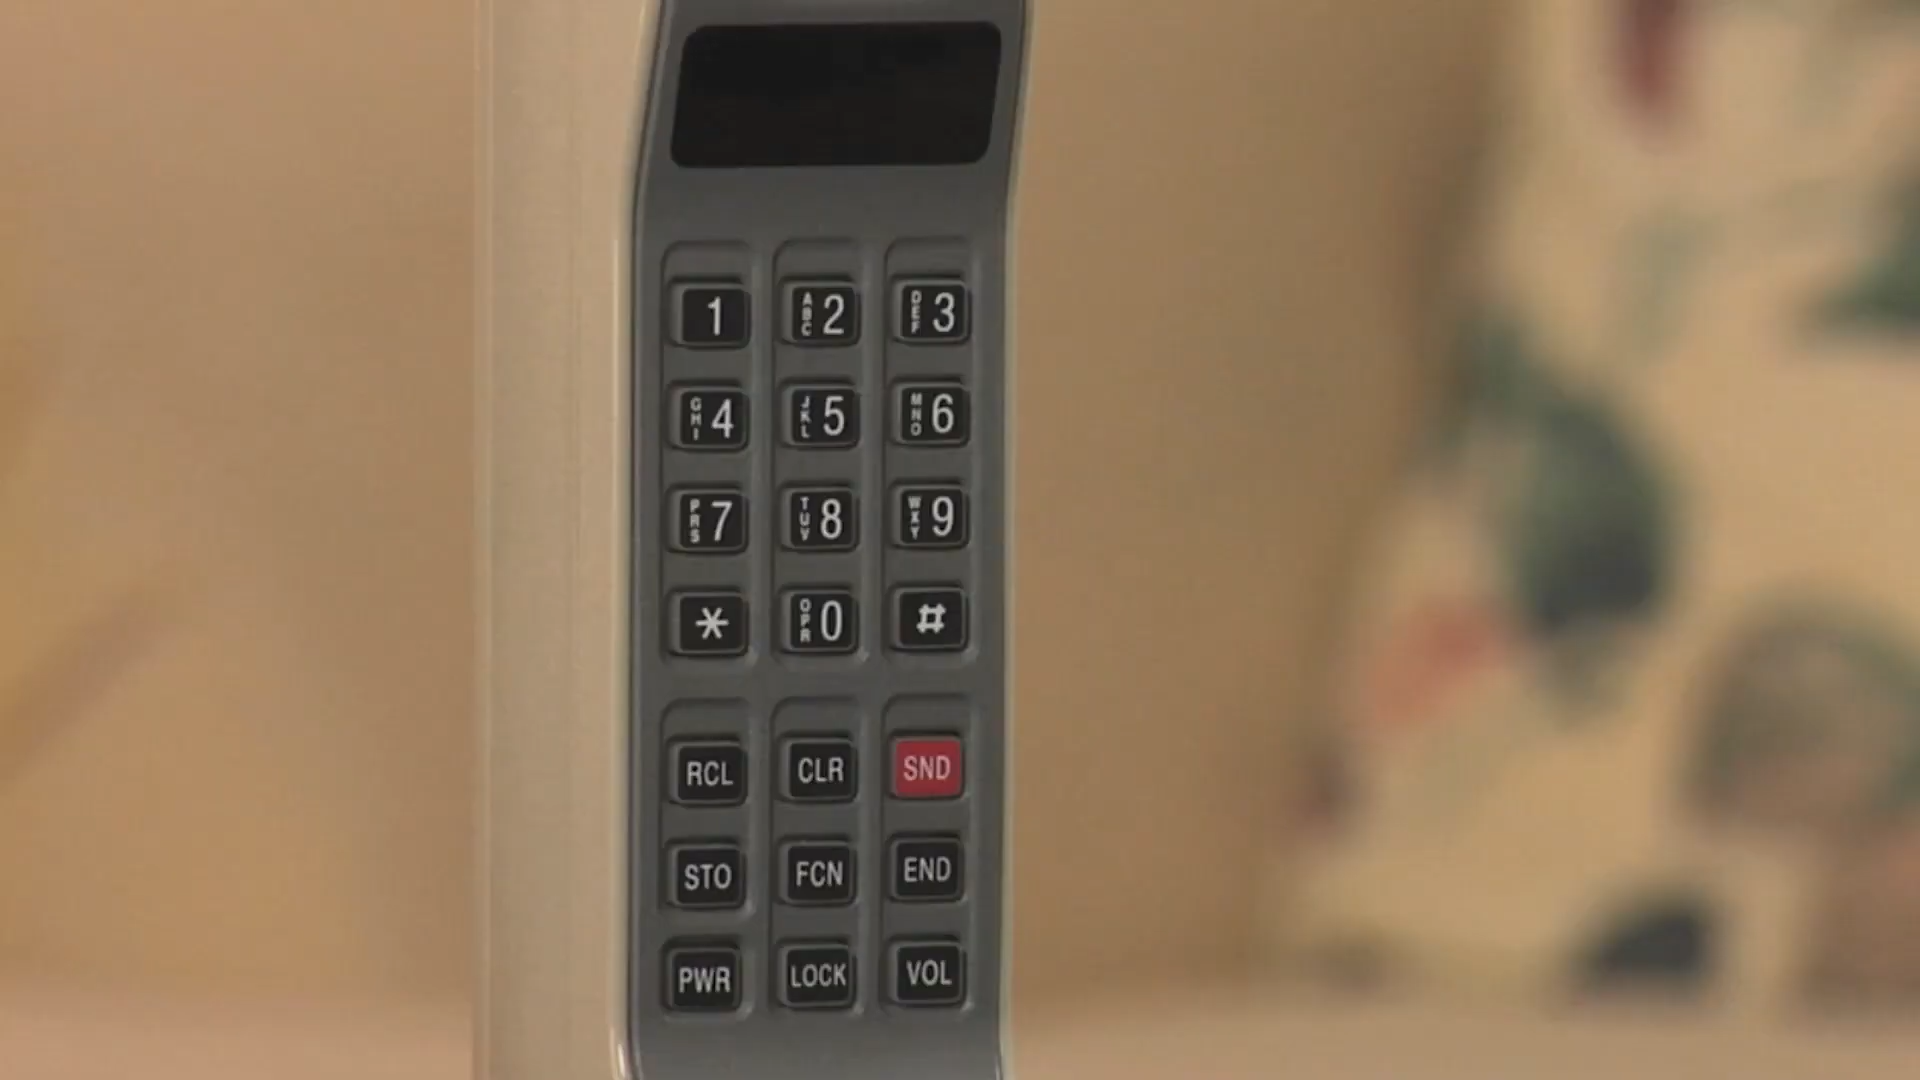 1 ABC 2 DEF 3
GHI 4 JKL 5 MNO 6
PRS 7 TUV 8 WXY 9
* OPR 0 #
RCL CLR SND
STO FCN END
PWR LOCK VOL